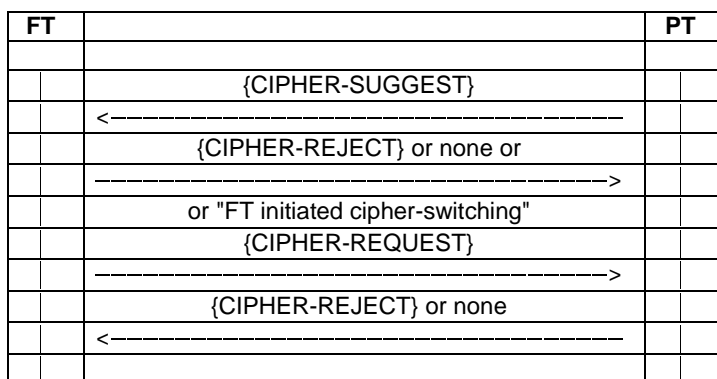 FT PT
{CIPHER-SUGGEST}
{CIPHER-REJECT} or none or
or "FT initiated cipher-switching"
{CIPHER-REQUEST}
{CIPHER-REJECT} or none